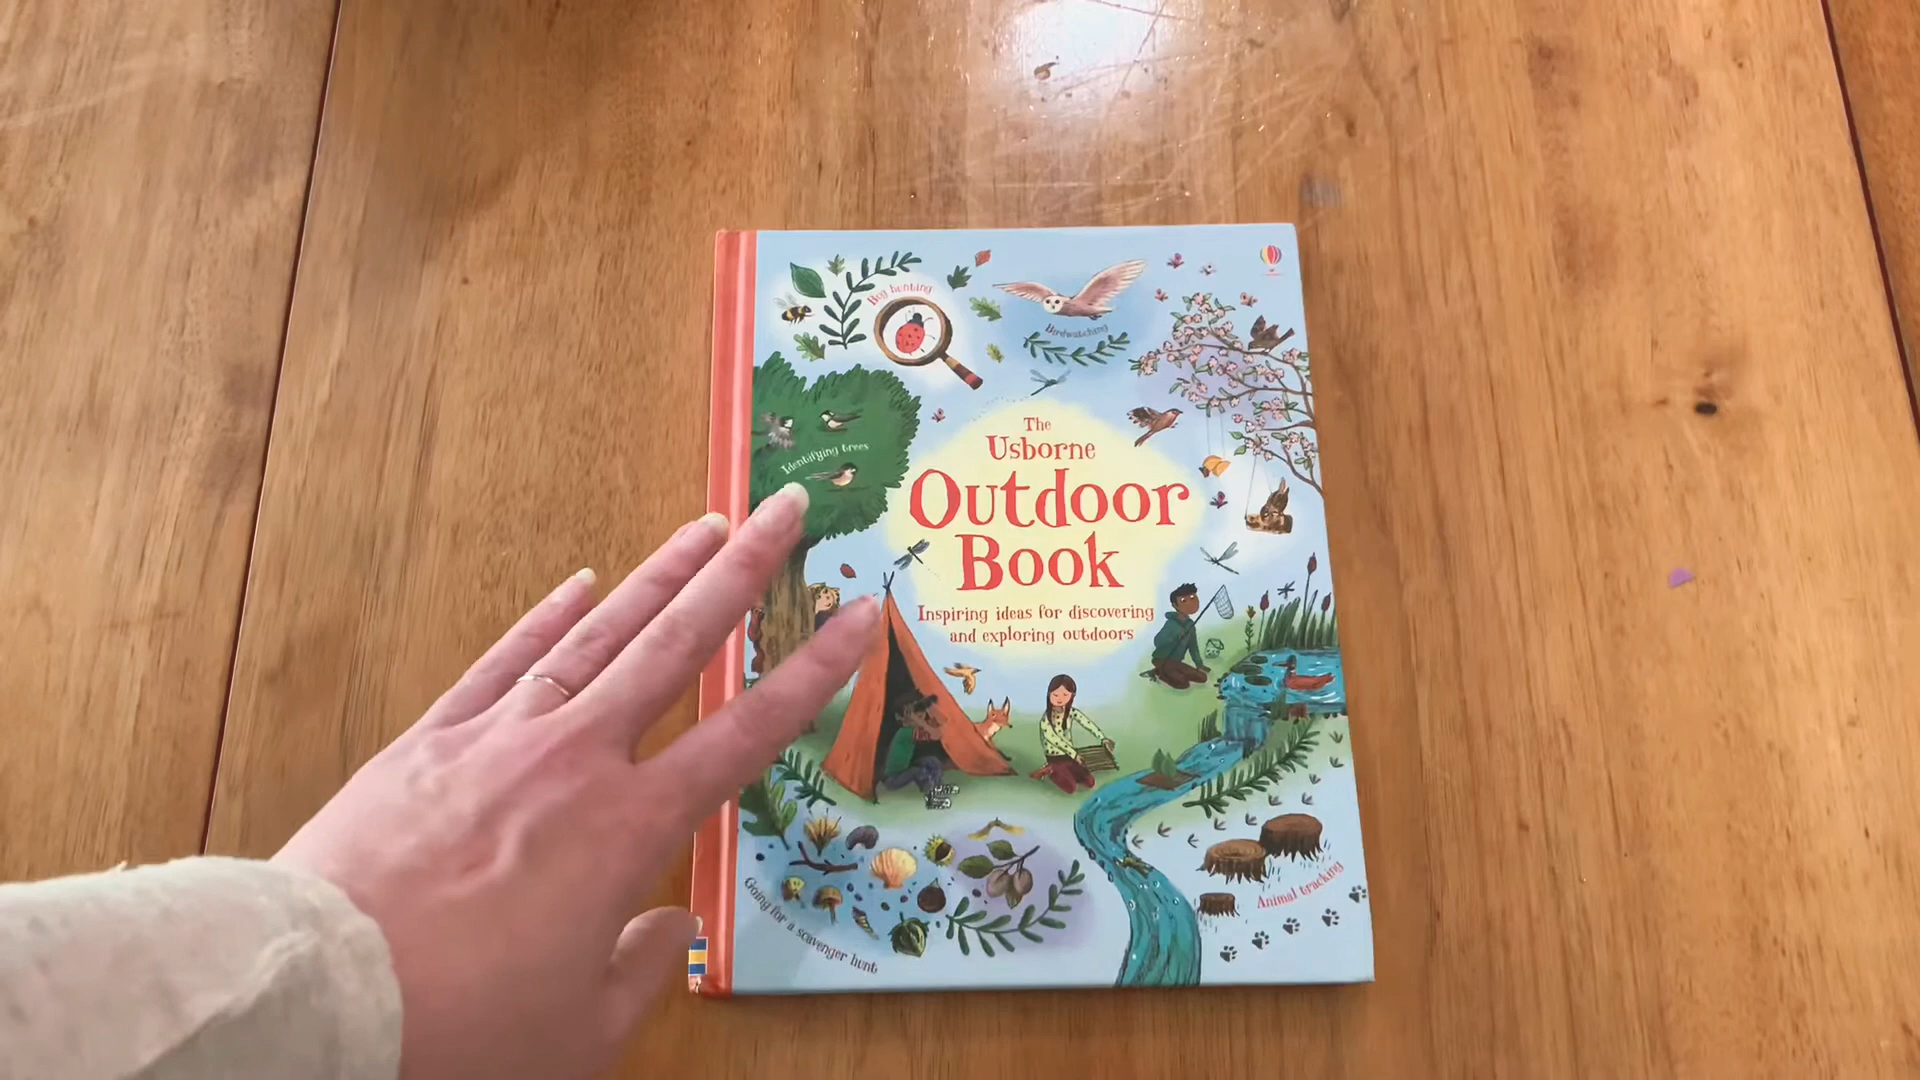 Bug hunting
Birdwatching
Identifying trees
The
Usborne
Outdoor
Book
Inspiring ideas for discovering
and exploring outdoors
Going for a scavenger hunt
Animal tracking